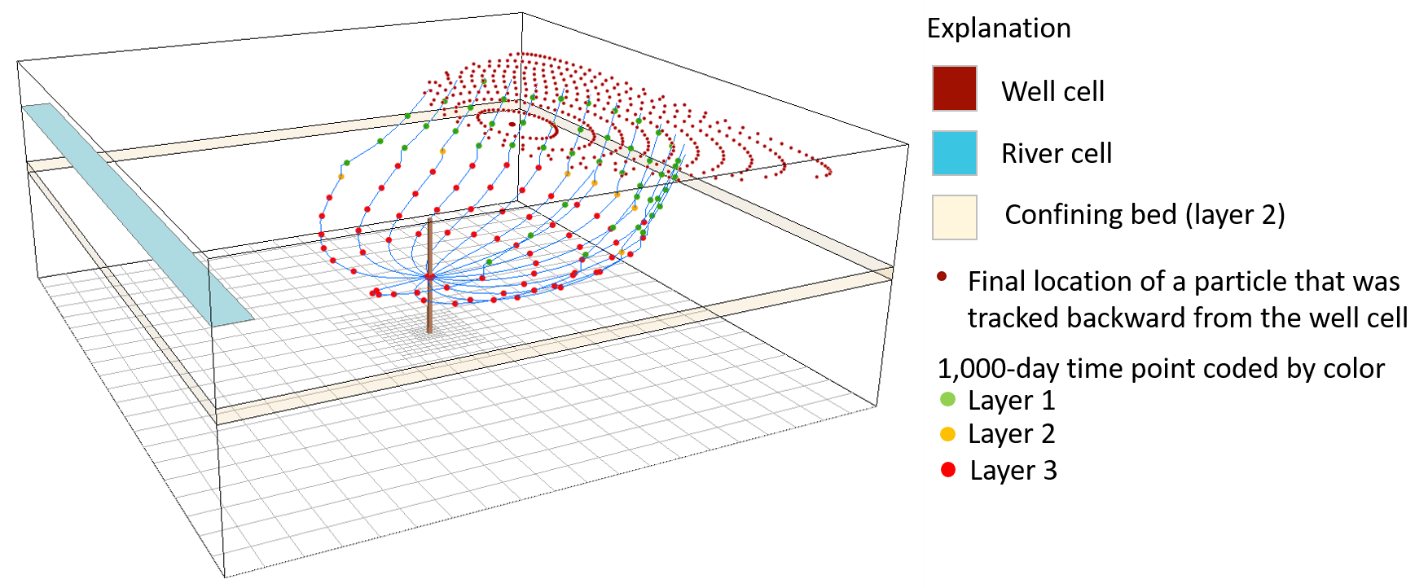 Explanation
Well cell
River cell
Confining bed (layer 2)
Final location of a particle that was
tracked backward from the well cell
1,000-day time point coded by color
Layer 1
Layer 2
Layer 3